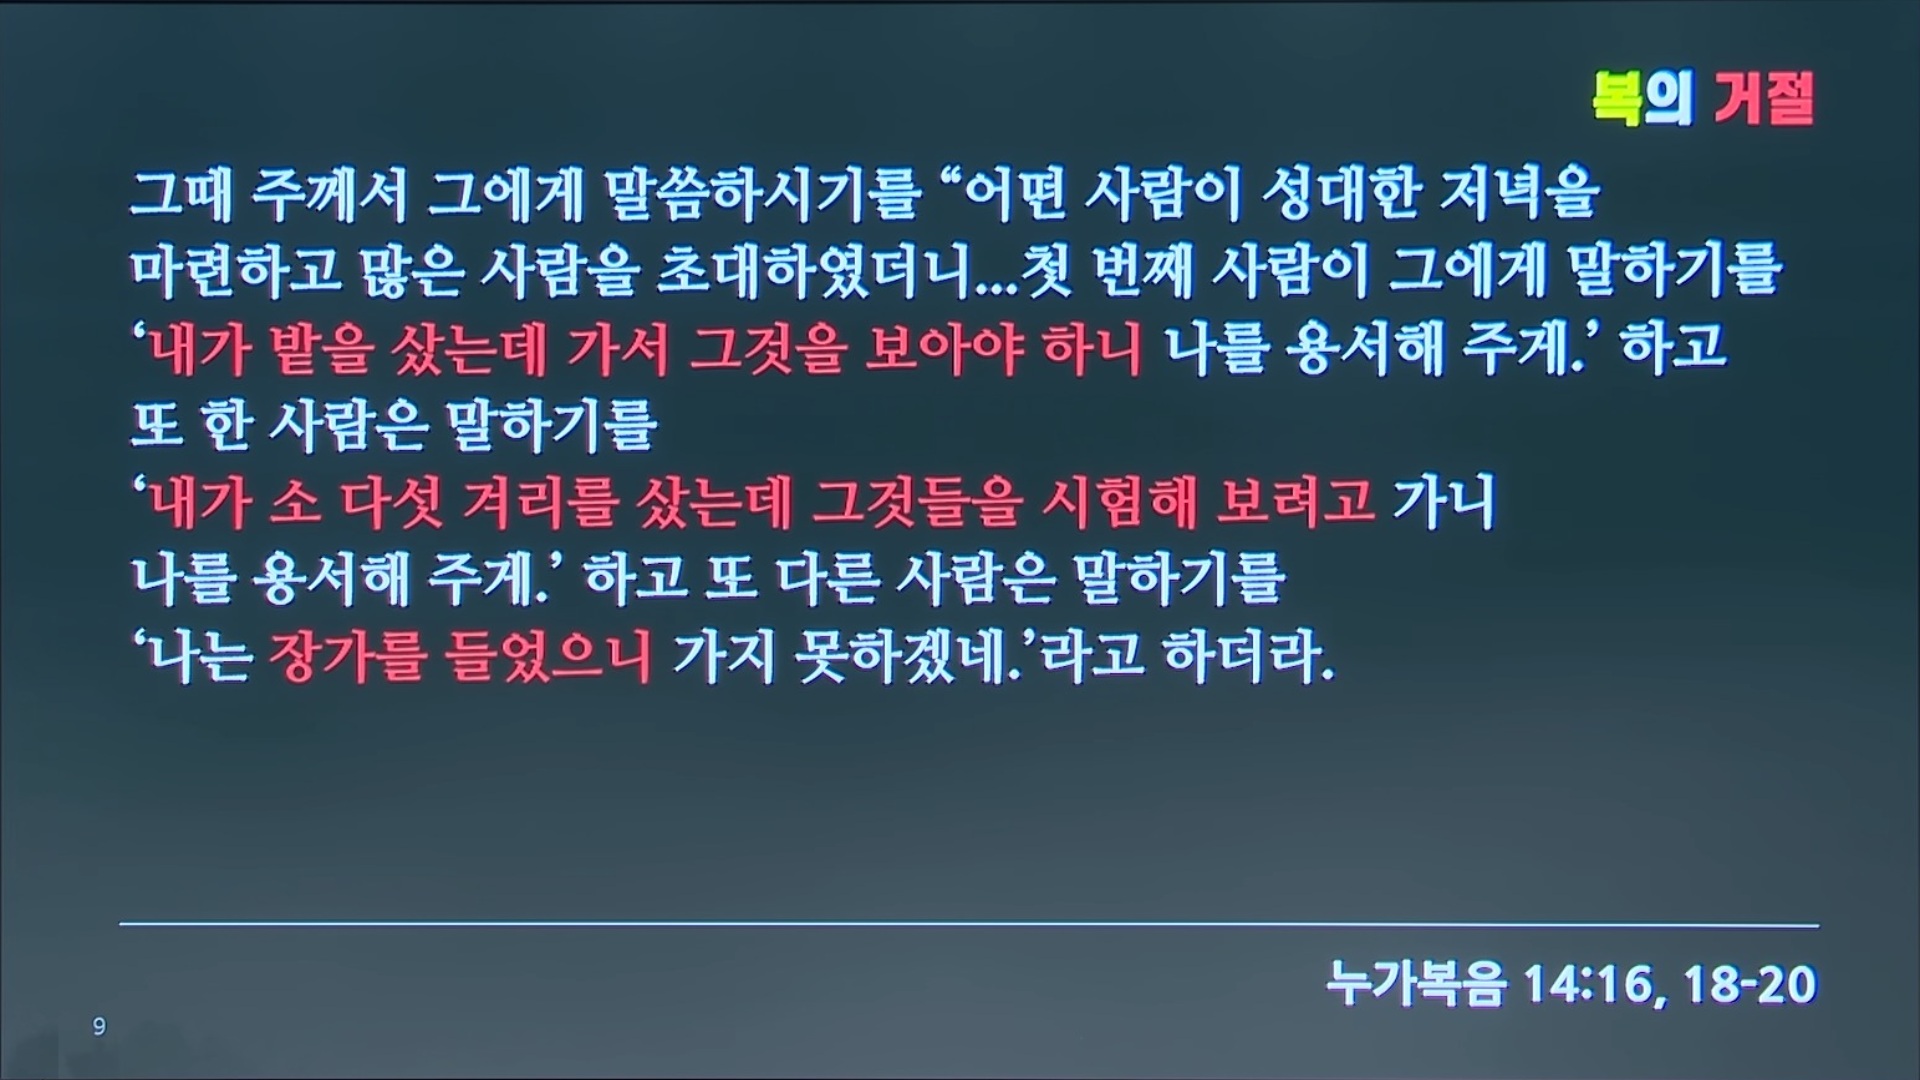 복의 거절
그때 주께서 그에게 말씀하시기를 “어떤 사람이 성대한 저녁을
마련하고 많은 사람을 초대하였더니...첫 번째 사람이 그에게 말하기를
‘내가 밭을 샀는데 가서 그것을 보아야 하니 나를 용서해 주게.’ 하고
또 한 사람은 말하기를
‘내가 소 다섯 겨리를 샀는데 그것들을 시험해 보려고 가니
나를 용서해 주게.’ 하고 또 다른 사람은 말하기를
‘나는 장가를 들었으니 가지 못하겠네.’라고 하더라.
누가복음 14:16, 18-20
9